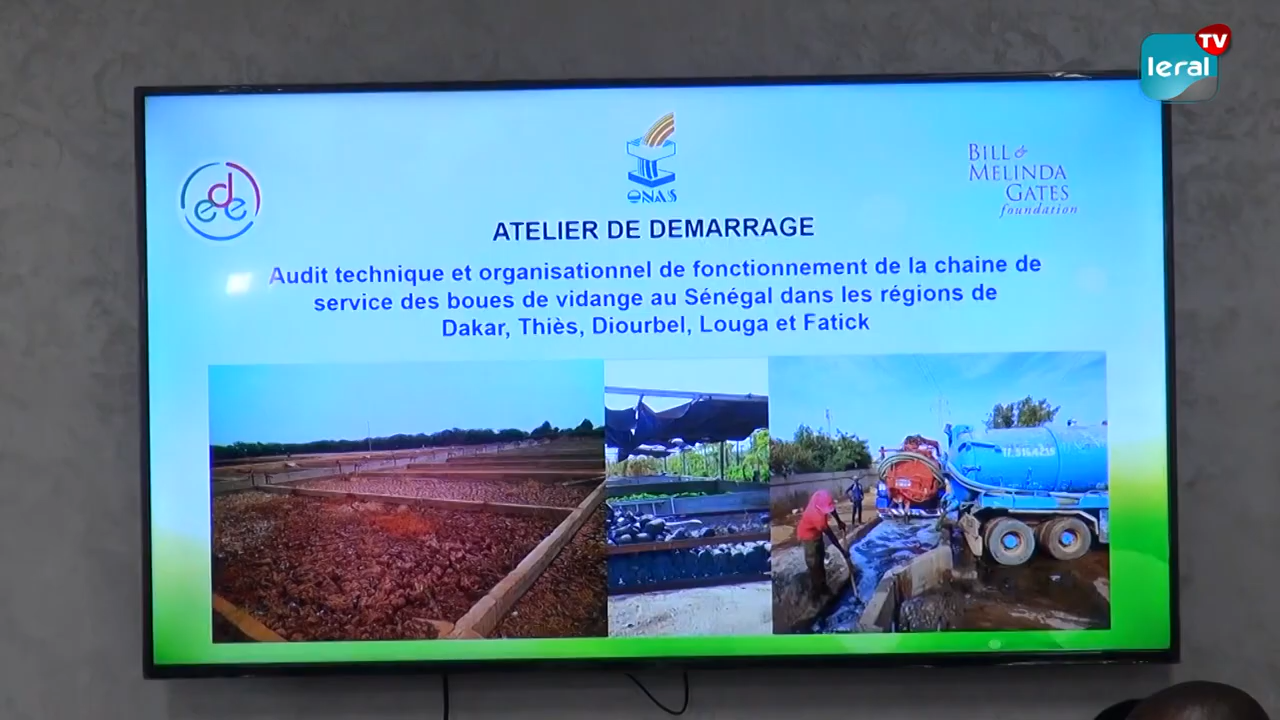 TV
leral
ede
ONAS
BILL &
MELINDA
GATES
foundation
ATELIER DE DEMARRAGE
Audit technique et organisationnel de fonctionnement de la chaine de
service des boues de vidange au Sénégal dans les régions de
Dakar, Thiès, Diourbel, Louga et Fatick